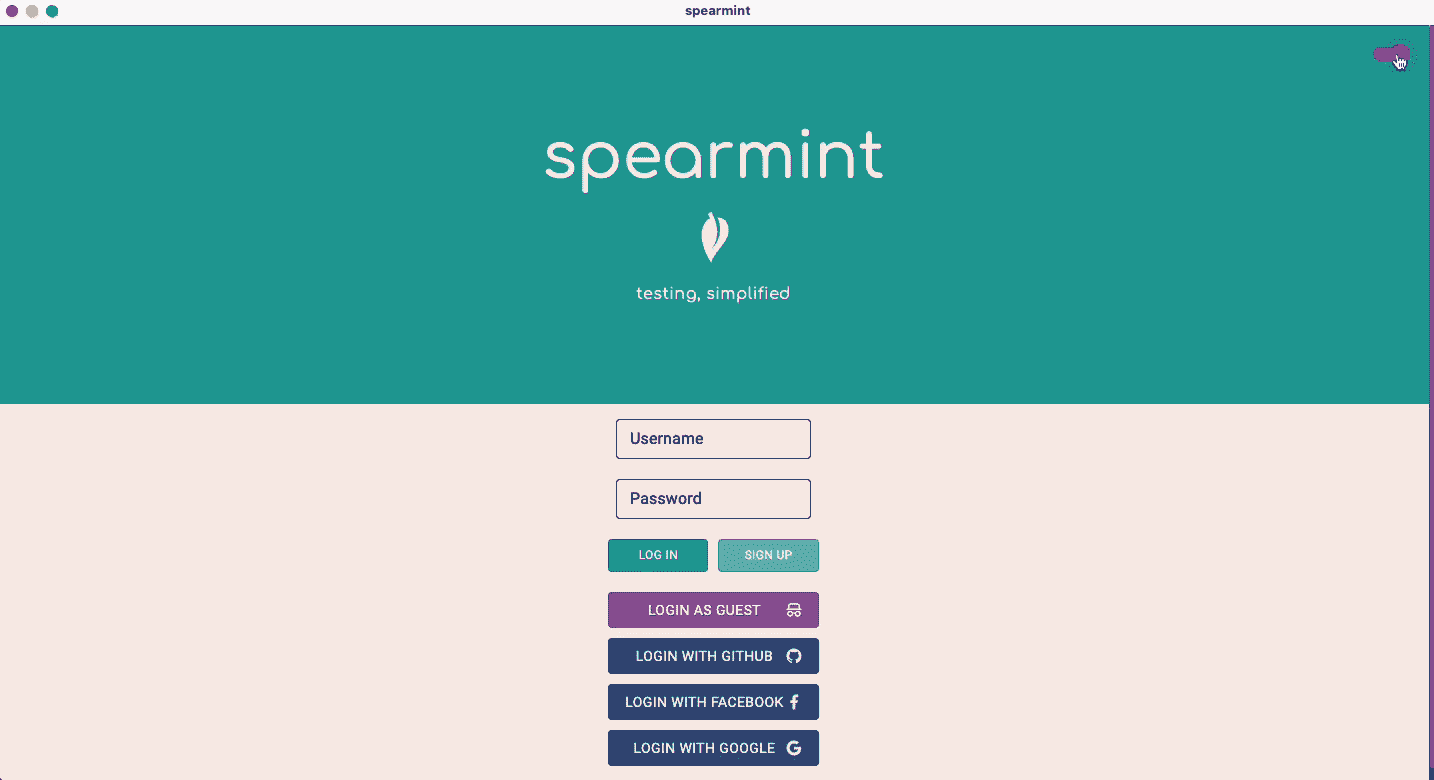 spearmint
spearmint
testing, simplified
Username
Password
LOG IN
SIGN UP
LOGIN AS GUEST
LOGIN WITH GITHUB
LOGIN WITH FACEBOOK
LOGIN WITH GOOGLE